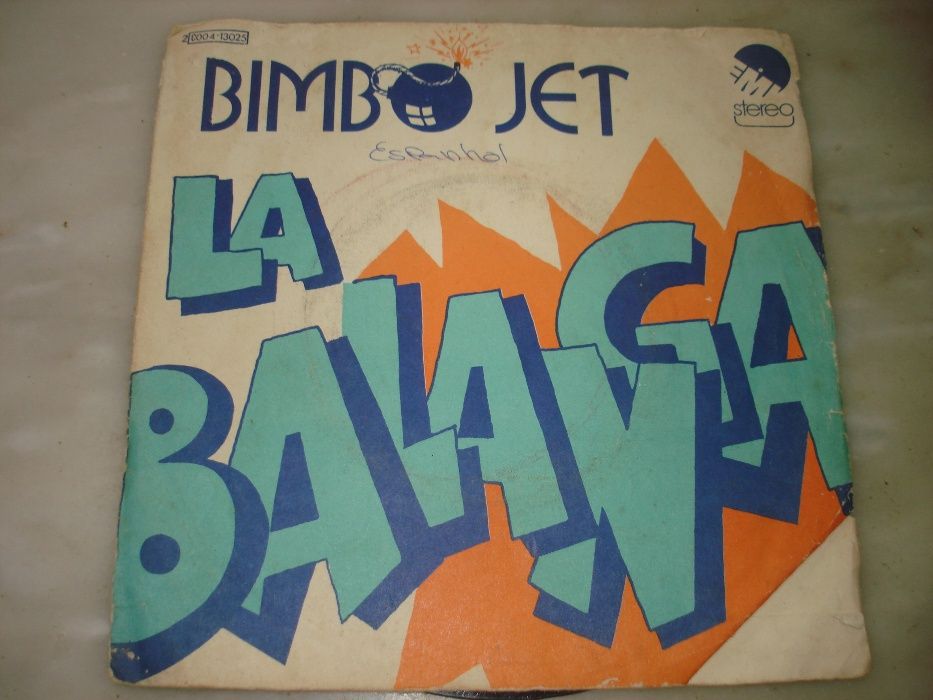 2C004-13025
BIMBO JET
EMI
stereo
Espanhol
LA
BALANGA